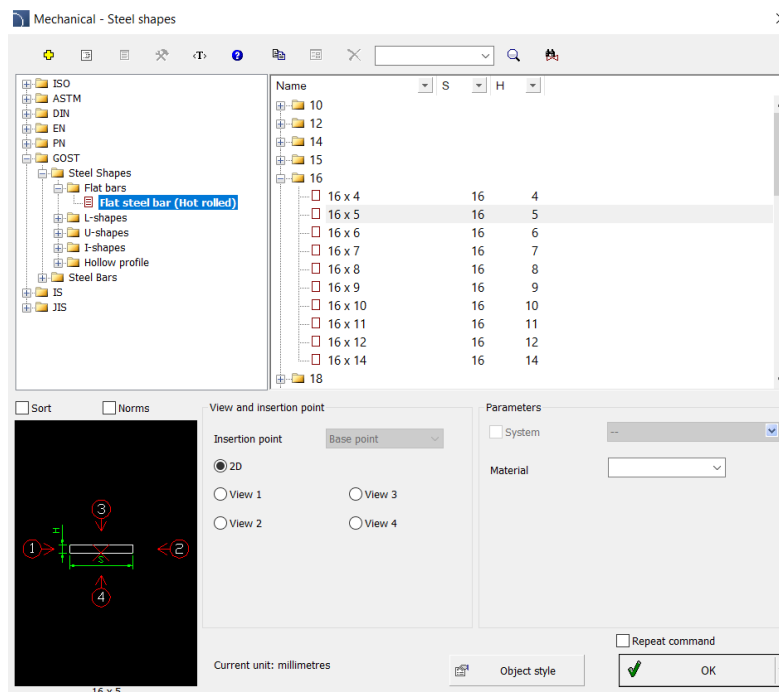 Mechanical - Steel shapes
‹T›
?
ISO
ASTM
DIN
EN
PN
GOST
Steel Shapes
Flat bars
Flat steel bar (Hot rolled)
L-shapes
U-shapes
I-shapes
Hollow profile
Steel Bars
IS
JIS
Name S H
10
12
14
15
16
16 x 4 16 4
16 x 5 16 5
16 x 6 16 6
16 x 7 16 7
16 x 8 16 8
16 x 9 16 9
16 x 10 16 10
16 x 11 16 11
16 x 12 16 12
16 x 14 16 14
18
Sort Norms
3
H
1 2
S
4
16 x 5
View and insertion point
Insertion point Base point
2D
View 1 View 3
View 2 View 4
Parameters
System --
Material
Repeat command
Current unit: millimetres
Object style
OK